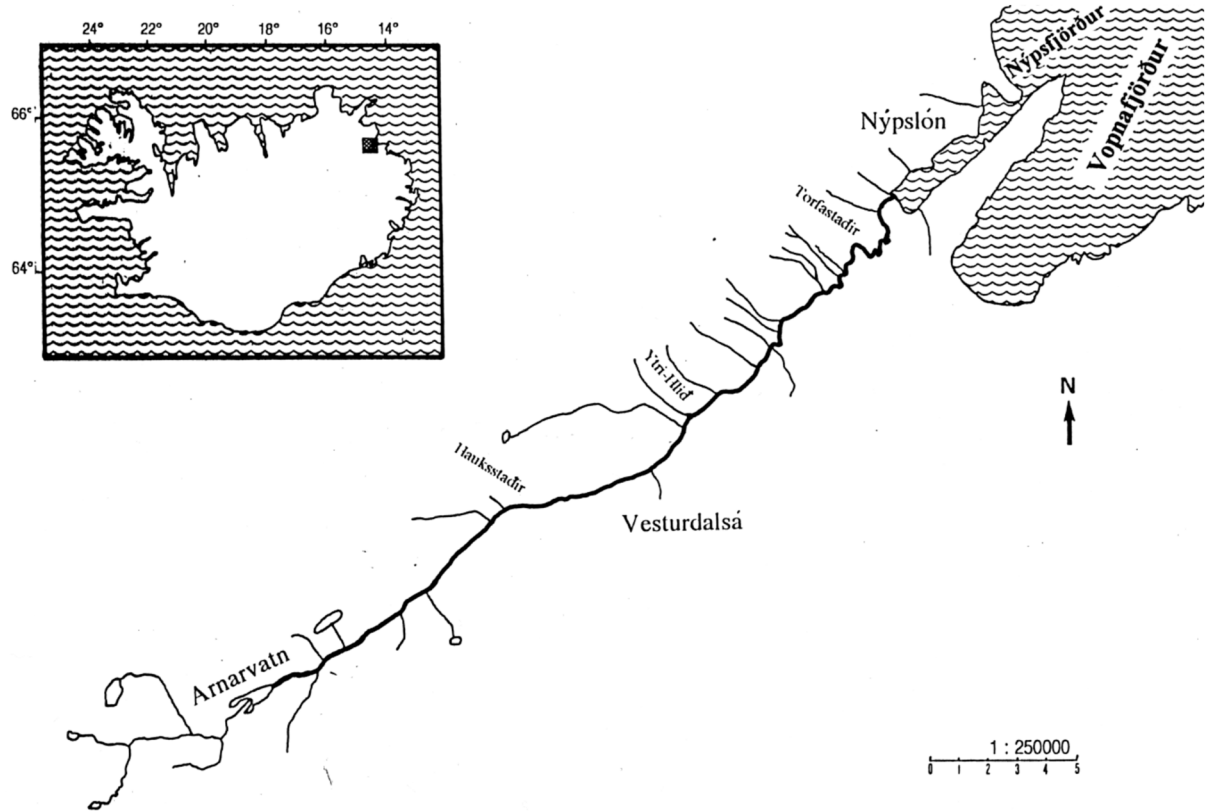 24° 22° 20° 18° 16° 14°
66°
64°
Nýpsfjörður
Vopnafjörður
Nýpslón
Torfastaðir
Ytri-Hlíð
N
Hauksstaðir
Vesturdalsá
Arnarvatn
1 : 250000
0 1 2 3 4 5